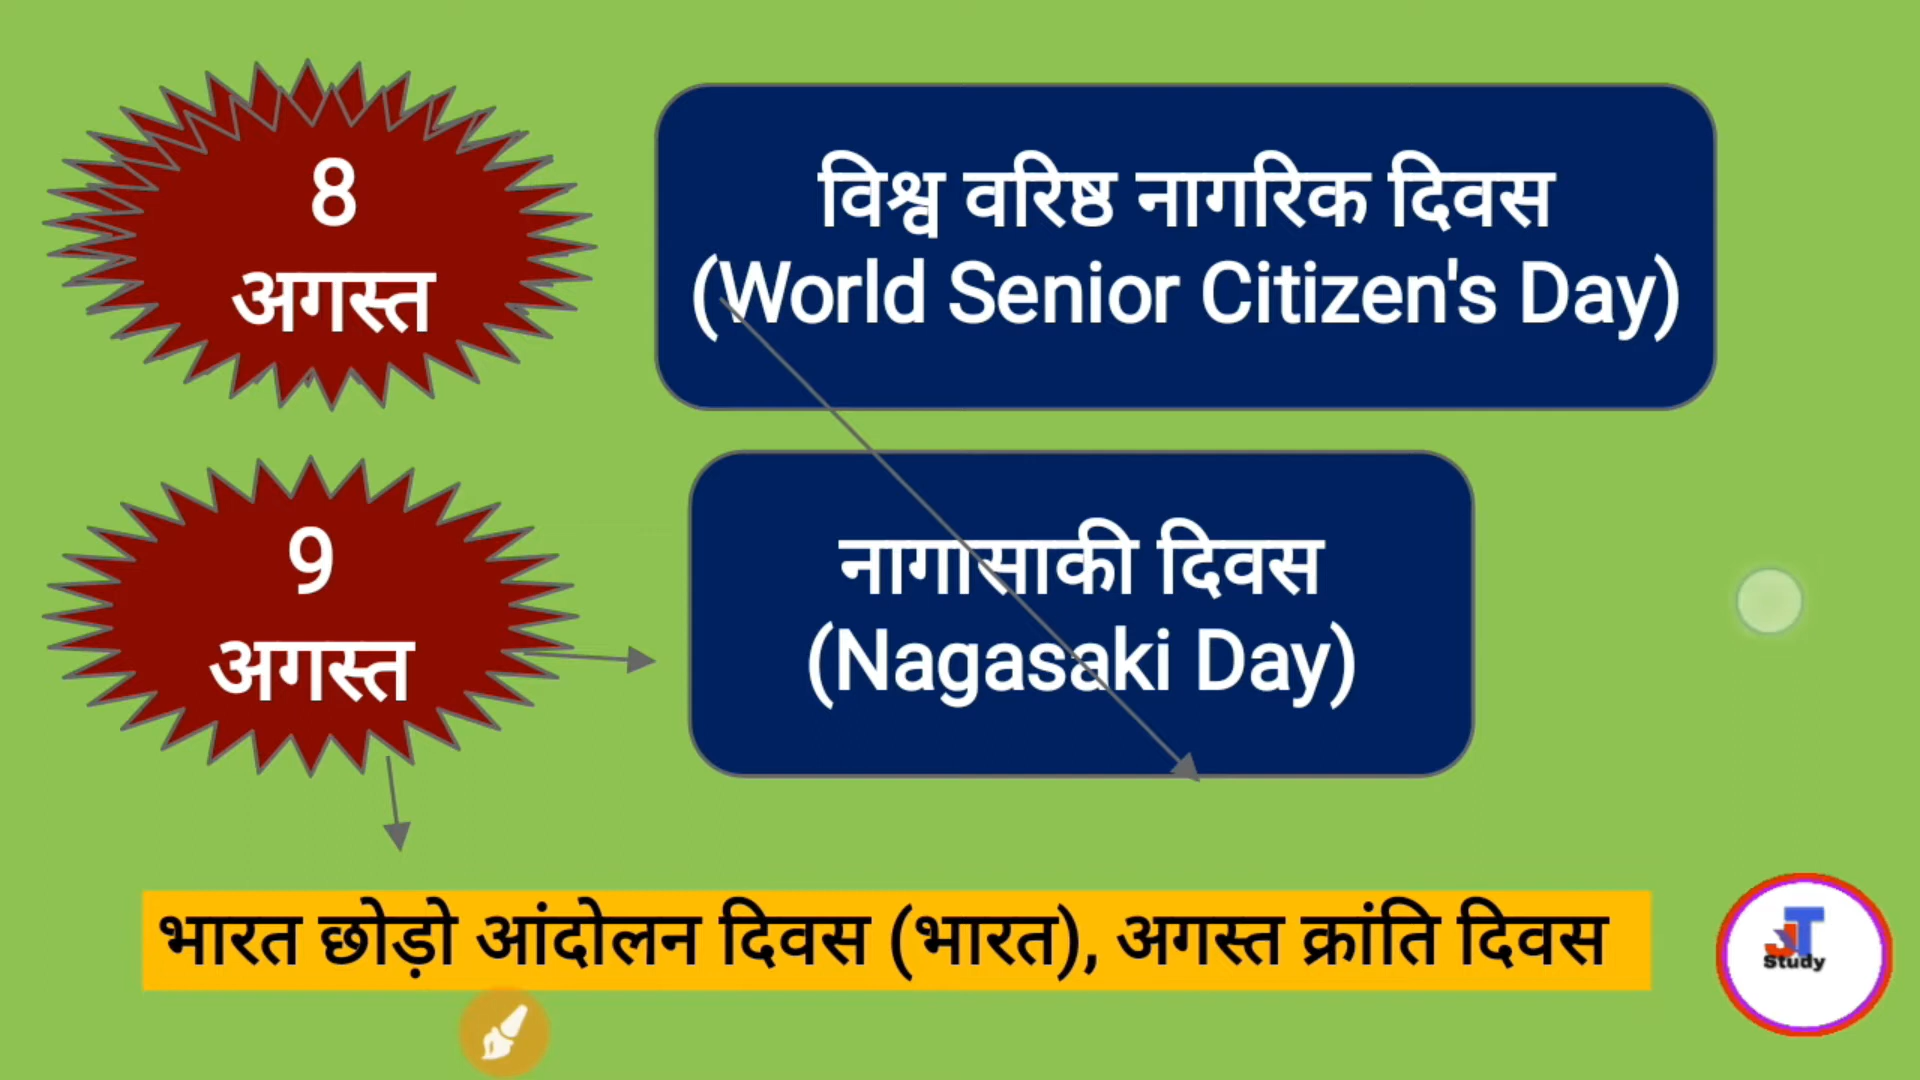 8
अगस्त
विश्व वरिष्ठ नागरिक दिवस
(World Senior Citizen's Day)
9
अगस्त
नागासाकी दिवस
(Nagasaki Day)
भारत छोड़ो आंदोलन दिवस (भारत), अगस्त क्रांति दिवस
JT
Study